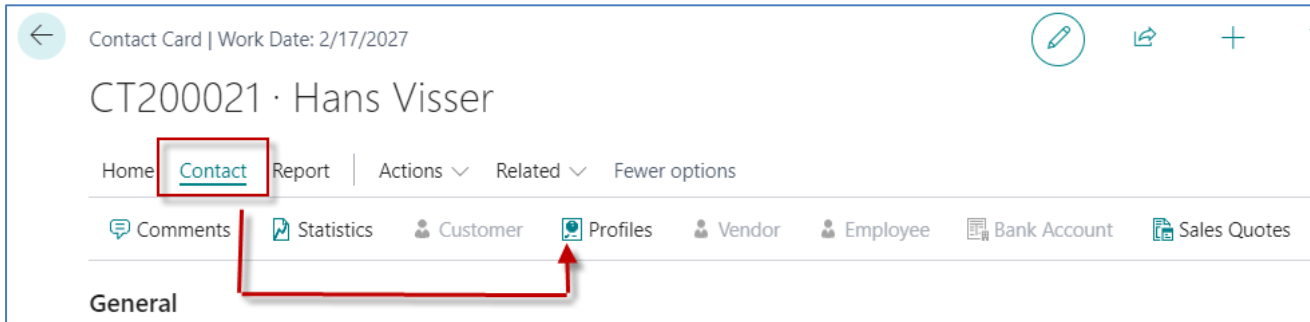 Contact Card | Work Date: 2/17/2027
CT200021 · Hans Visser
Home Contact Report Actions Related Fewer options
Comments Statistics Customer Profiles Vendor Employee Bank Account Sales Quotes
General